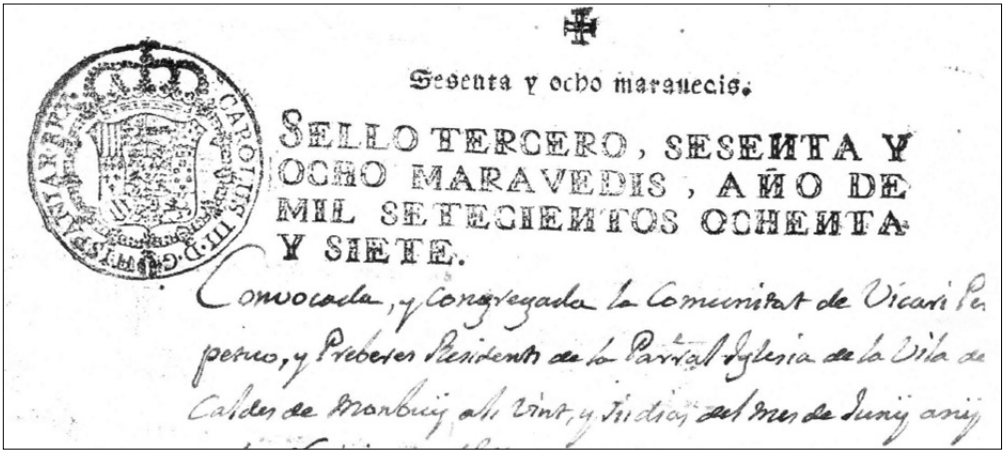 Sesenta y ocho maravedis.
CAROLUS III. D. G. HISPANIAR. REX.
SELLO TERCERO, SESENTA Y
OCHO MARAVEDIS, AÑO DE
MIL SETECIENTOS OCHENTA
Y SIETE.
Convocada, y congregada la Comunitat de Vicari Per
petuo, y Preberes Residents de la Parral Iglesia de la Vila de
Caldes de Monbuy als Vint, y dias del mes de Juny